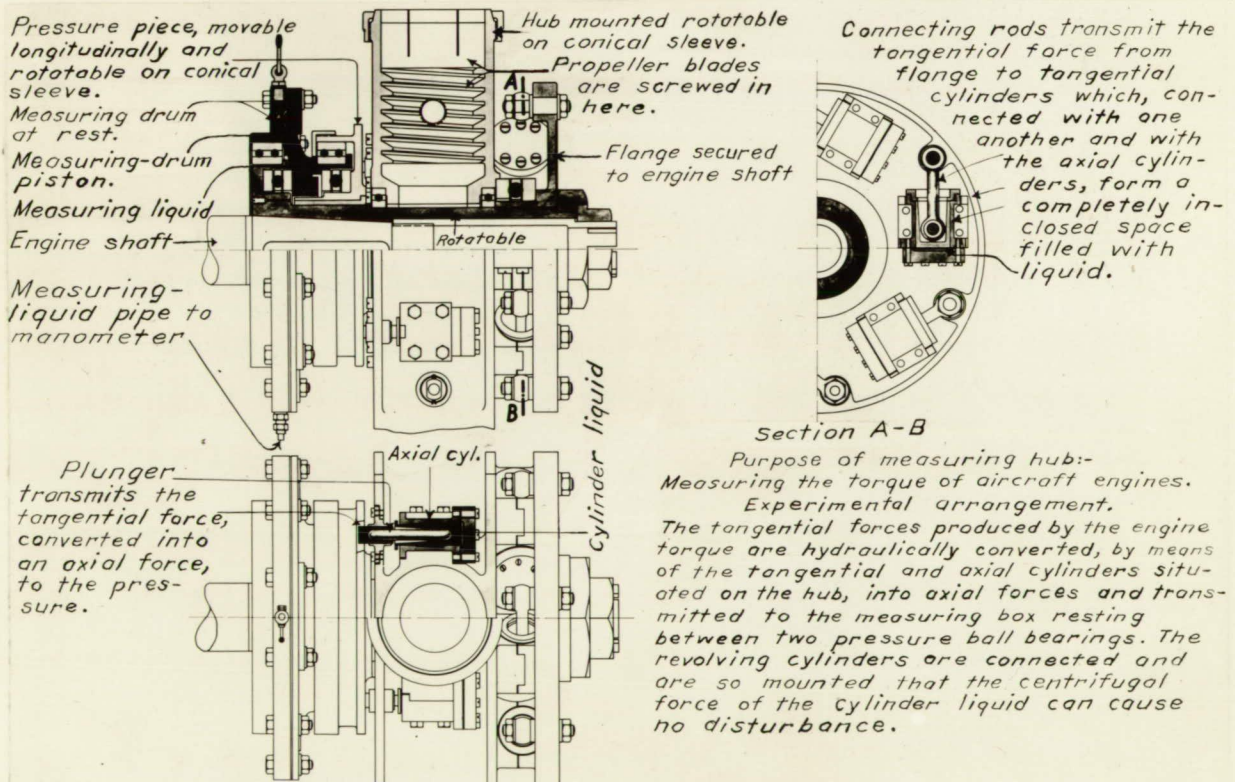 Pressure piece, movable
longitudinally and
rototable on conical
sleeve.
Measuring drum
at rest.
Measuring-drum
piston.
Measuring liquid
Engine shaft
Measuring-
liquid pipe to
manometer
Hub mounted rotatable
on conical sleeve.
Propeller blades
are screwed in
here.
A
Flange secured
to engine shaft
Rotatable
B
Connecting rods transmit the
tangential force from
flange to tangential
cylinders which, con-
nected with one
another and with
the axial cylin-
ders, form a
completely in-
closed space
filled with
liquid.
Section A-B
Plunger
transmits the
tangential force,
converted into
an axial force,
to the pres-
sure.
Axial cyl.
Cylinder liquid
Purpose of measuring hub:-
Measuring the torque of aircraft engines.
Experimental arrangement.
The tangential forces produced by the engine
torque are hydraulically converted, by means
of the tangential and axial cylinders situ-
ated on the hub, into axial forces and trans-
mitted to the measuring box resting
between two pressure ball bearings. The
revolving cylinders are connected and
are so mounted that the centrifugal
force of the cylinder liquid can cause
no disturbance.